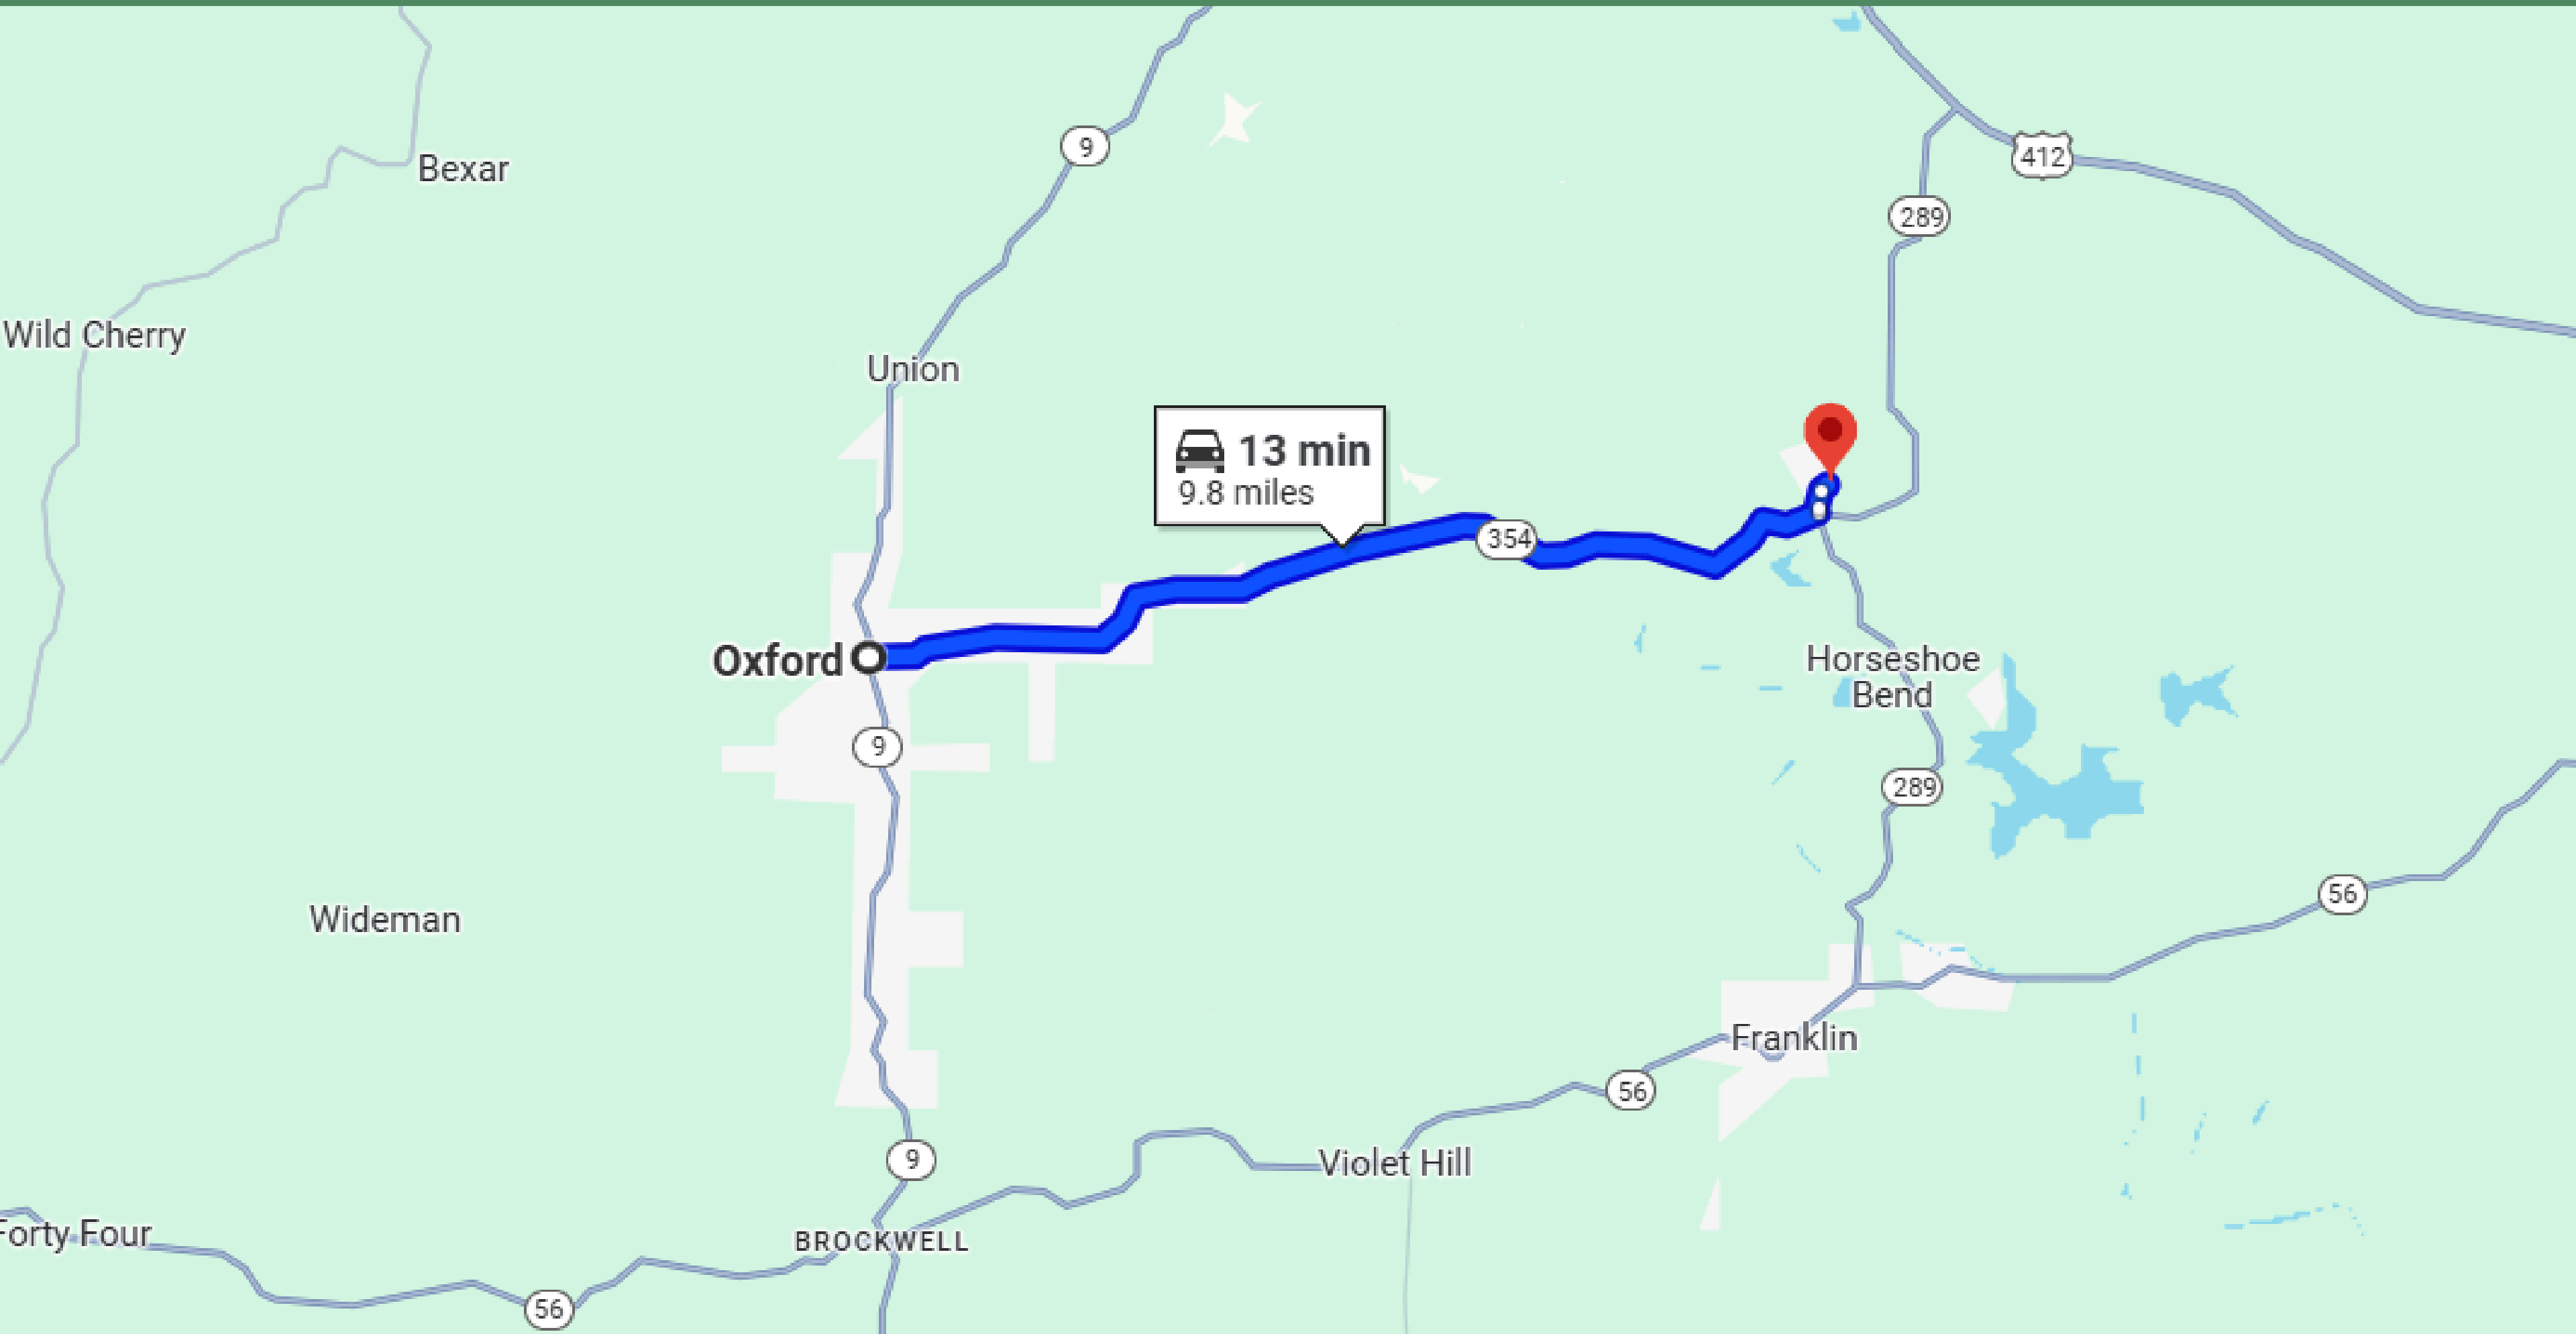 9
412
Bexar
289
Wild Cherry
Union
13 min
9.8 miles
354
Oxford
Horseshoe
Bend
9
289
56
Wideman
Franklin
56
9
Violet Hill
Forty Four
BROCKWELL
56